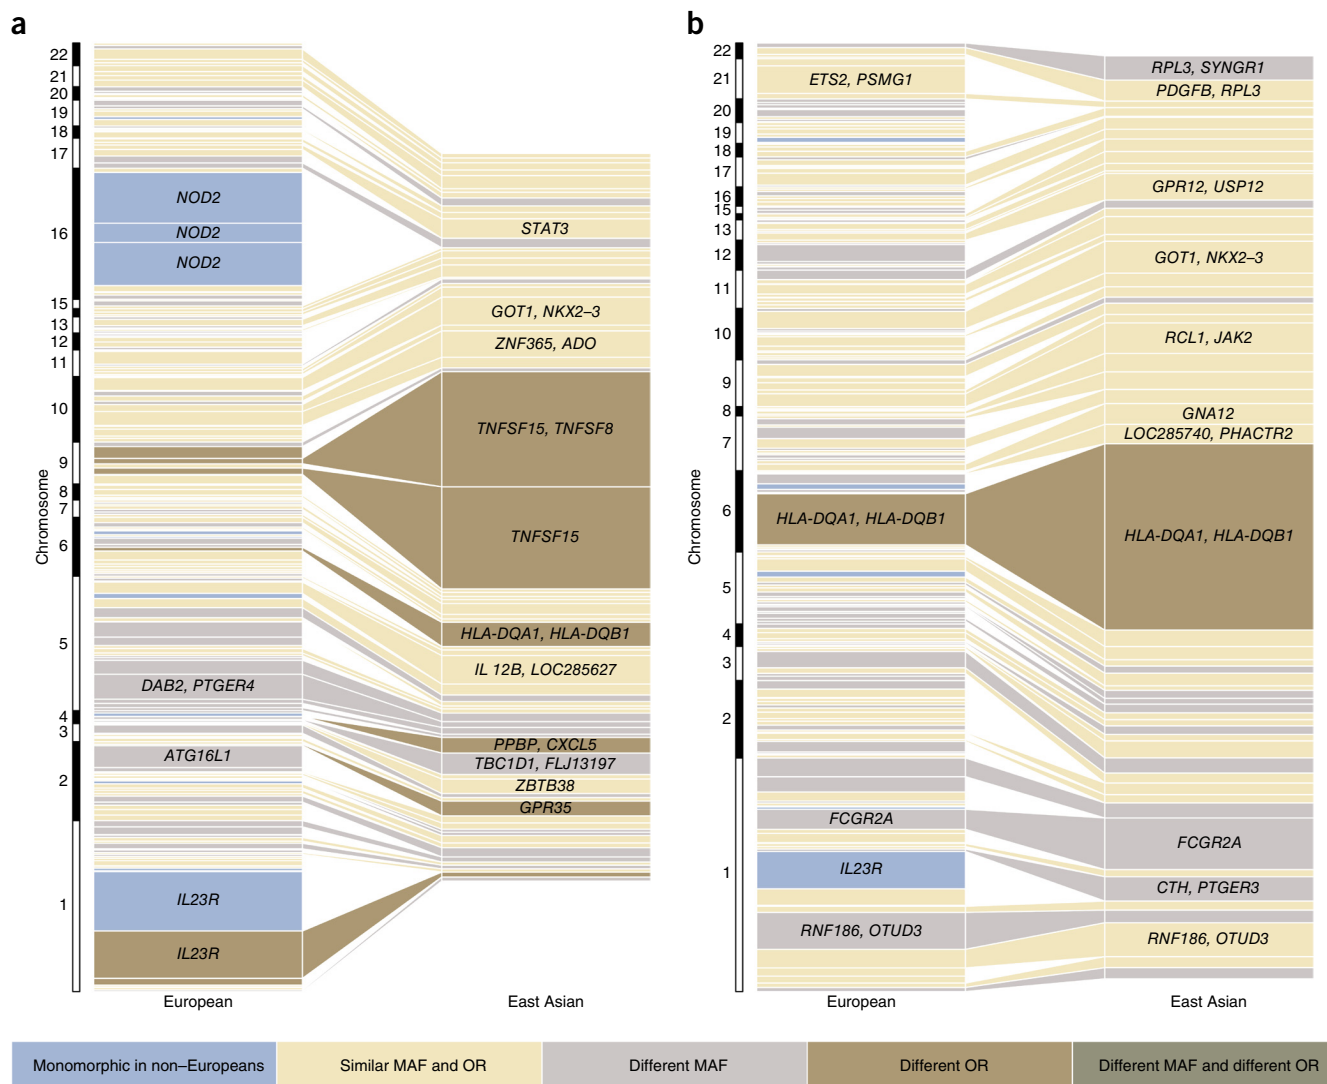 a
22
21
20
19
18
17
16
15
13
12
11
10
9
8
7
6
5
4
3
2
1
Chromosome
NOD2
NOD2
NOD2
DAB2, PTGER4
ATG16L1
IL23R
IL23R
European
STAT3
GOT1, NKX2–3
ZNF365, ADO
TNFSF15, TNFSF8
TNFSF15
HLA-DQA1, HLA-DQB1
IL 12B, LOC285627
PPBP, CXCL5
TBC1D1, FLJ13197
ZBTB38
GPR35
East Asian
b
22
21
20
19
18
17
16
15
13
12
11
10
9
8
7
6
5
4
3
2
1
Chromosome
ETS2, PSMG1
HLA-DQA1, HLA-DQB1
FCGR2A
IL23R
RNF186, OTUD3
European
RPL3, SYNGR1
PDGFB, RPL3
GPR12, USP12
GOT1, NKX2–3
RCL1, JAK2
GNA12
LOC285740, PHACTR2
HLA-DQA1, HLA-DQB1
FCGR2A
CTH, PTGER3
RNF186, OTUD3
East Asian
Monomorphic in non–Europeans
Similar MAF and OR
Different MAF
Different OR
Different MAF and different OR